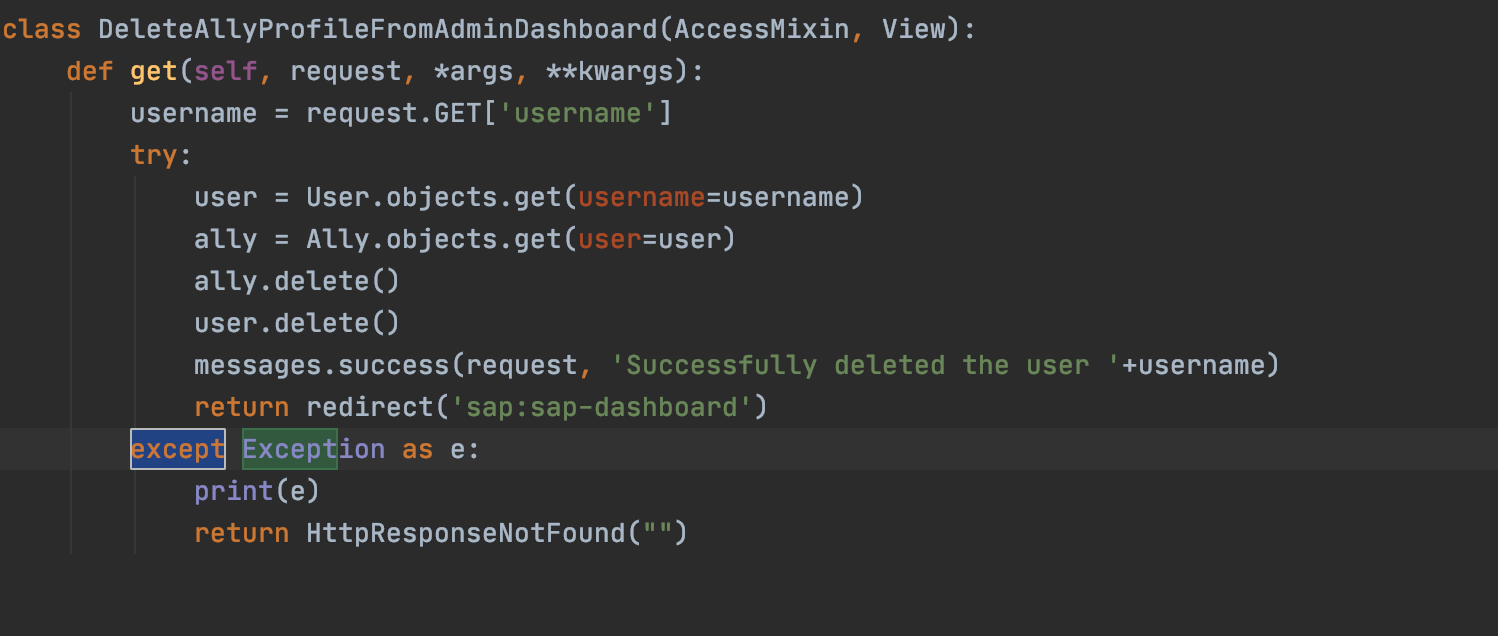 class DeleteAllyProfileFromAdminDashboard(AccessMixin, View):
    def get(self, request, *args, **kwargs):
        username = request.GET['username']
        try:
            user = User.objects.get(username=username)
            ally = Ally.objects.get(user=user)
            ally.delete()
            user.delete()
            messages.success(request, 'Successfully deleted the user '+username)
            return redirect('sap:sap-dashboard')
        except Exception as e:
            print(e)
            return HttpResponseNotFound("")